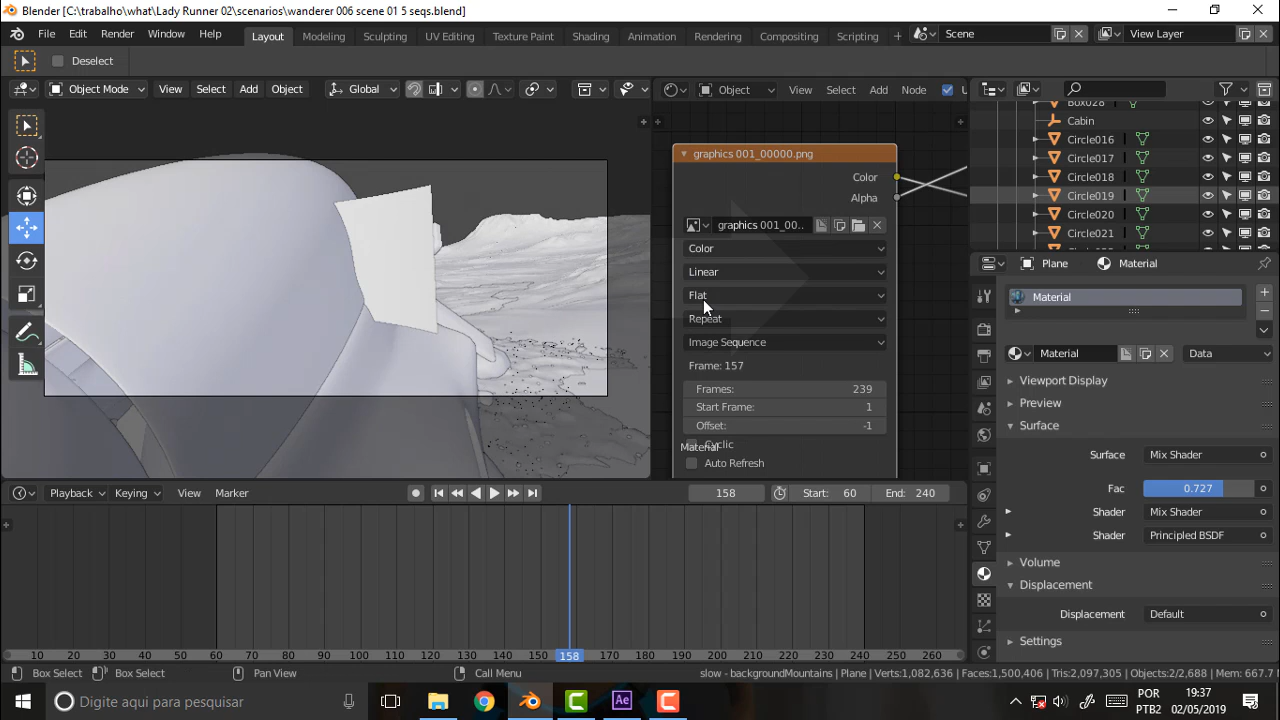 Blender [C:\trabalho\what\Lady Runner 02\scenarios\wanderer 006 scene 01 5 seqs.blend]
File Edit Render Window Help Layout Modeling Sculpting UV Editing Texture Paint Shading Animation Rendering Compositing Scripting + Scene View Layer
Deselect
Object Mode View Select Add Object Global
Object View Select Add Node
Cabin
Circle016
Circle017
Circle018
Circle019
Circle020
Circle021
graphics 001_00000.png
Color
Alpha
graphics 001_00...
Color
Linear
Flat
Repeat
Image Sequence
Frame: 157
Frames: 239
Start Frame: 1
Offset: -1
Cyclic
Material
Auto Refresh
Plane Material
Material
Material Data
Viewport Display
Preview
Surface
Surface Mix Shader
Fac 0.727
Shader Mix Shader
Shader Principled BSDF
Volume
Displacement
Displacement Default
Settings
Playback Keying View Marker 158 Start: 60 End: 240
10 20 30 40 50 60 70 80 90 100 110 120 130 140 150 158 170 180 190 200 210 220 230 240 250 260
Box Select Box Select Pan View Call Menu slow - backgroundMountains | Plane | Verts:1,082,636 | Faces:1,500,406 | Tris:2,097,305 | Objects:2/2,688 | Mem: 667.7
Digite aqui para pesquisar
Ae
POR
PTB2
19:37
02/05/2019